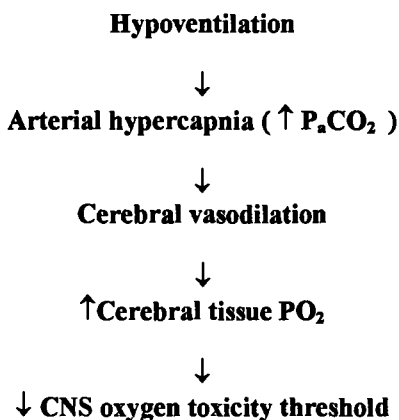 Hypoventilation
↓
Arterial hypercapnia ( ↑ PₐCO₂ )
↓
Cerebral vasodilation
↓
↑Cerebral tissue PO₂
↓
↓ CNS oxygen toxicity threshold